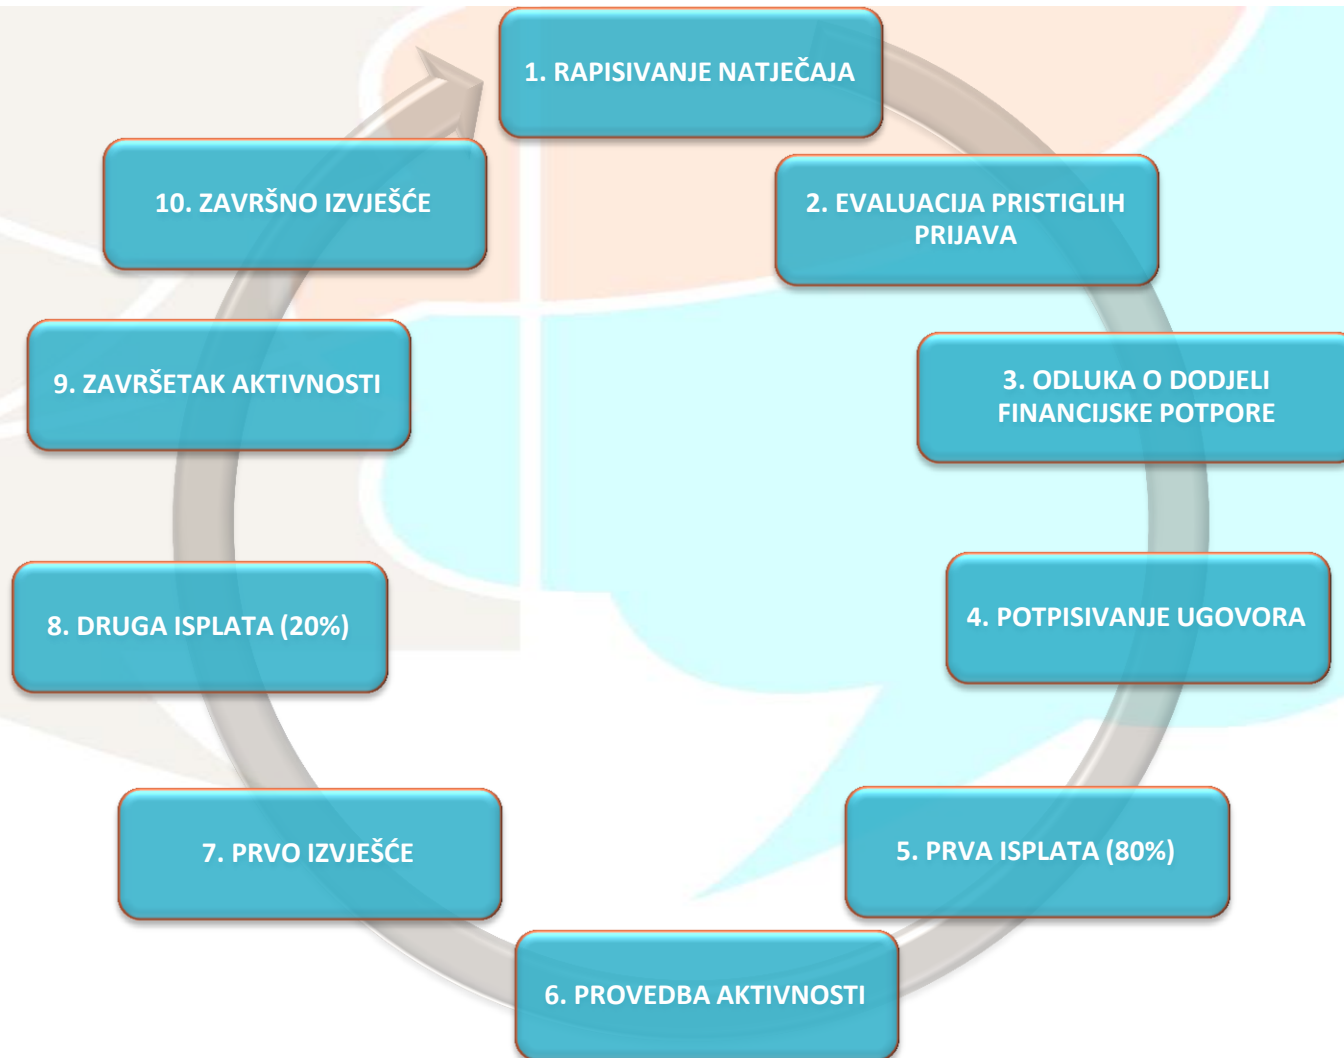 1. RAPISIVANJE NATJEČAJA
2. EVALUACIJA PRISTIGLIH
PRIJAVA
3. ODLUKA O DODJELI
FINANCIJSKE POTPORE
4. POTPISIVANJE UGOVORA
5. PRVA ISPLATA (80%)
6. PROVEDBA AKTIVNOSTI
7. PRVO IZVJEŠĆE
8. DRUGA ISPLATA (20%)
9. ZAVRŠETAK AKTIVNOSTI
10. ZAVRŠNO IZVJEŠĆE